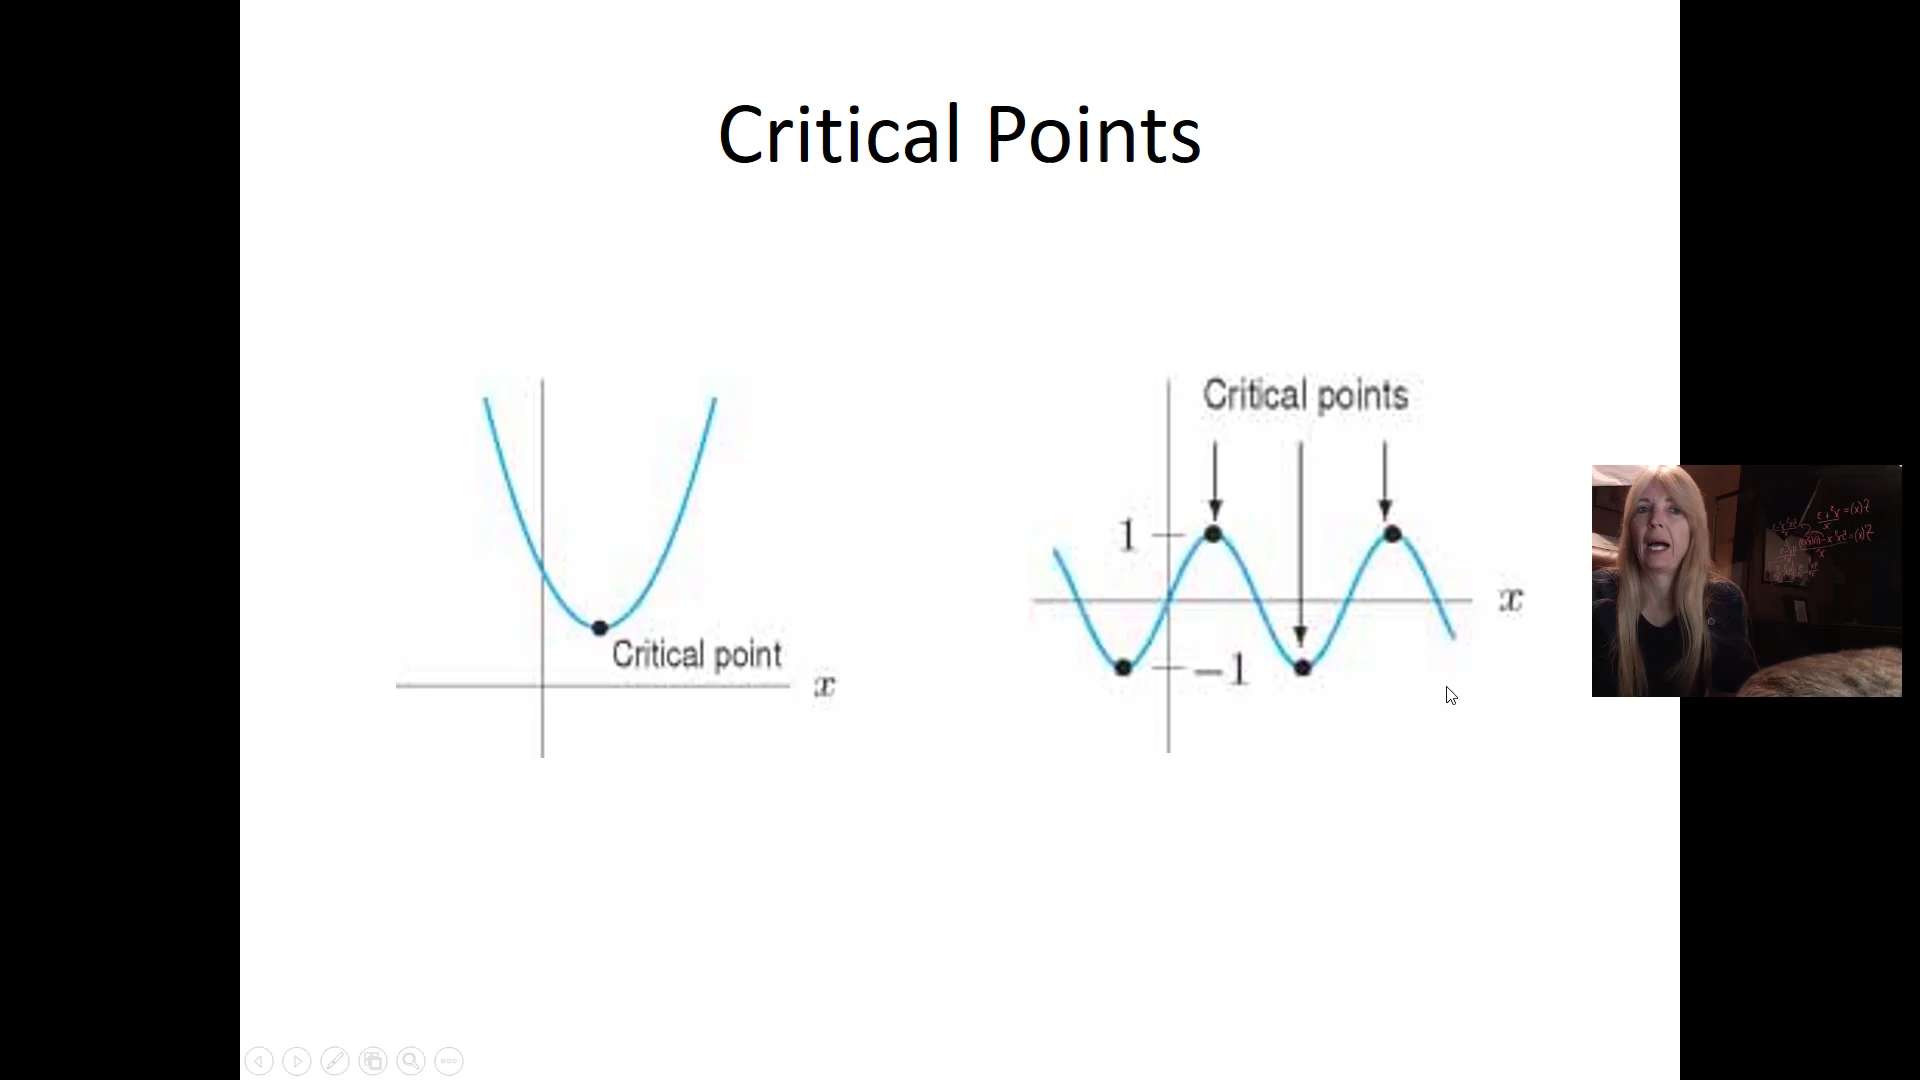 Critical Points
Critical point
x
Critical points
1
x
−1